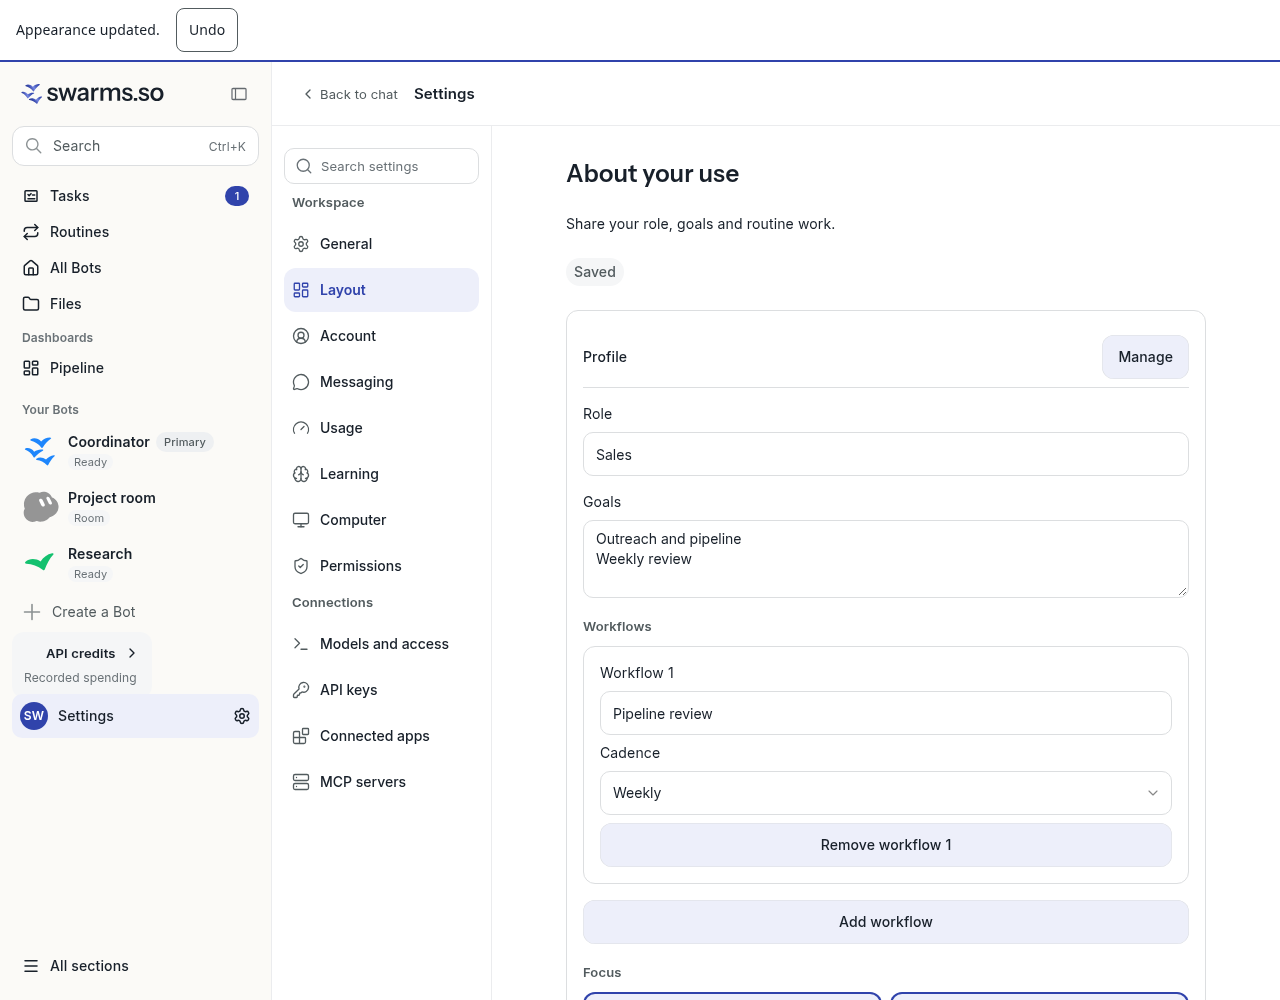 Appearance updated.
Undo
swarms.so
Search Ctrl+K
Tasks 1
Routines
All Bots
Files
Dashboards
Pipeline
Your Bots
Coordinator Primary
Ready
Project room
Room
Research
Ready
Create a Bot
API credits
Recorded spending
SW Settings
All sections
Back to chat Settings
Search settings
Workspace
General
Layout
Account
Messaging
Usage
Learning
Computer
Permissions
Connections
Models and access
API keys
Connected apps
MCP servers
About your use
Share your role, goals and routine work.
Saved
Profile Manage
Role
Sales
Goals
Outreach and pipeline
Weekly review
Workflows
Workflow 1
Pipeline review
Cadence
Weekly
Remove workflow 1
Add workflow
Focus